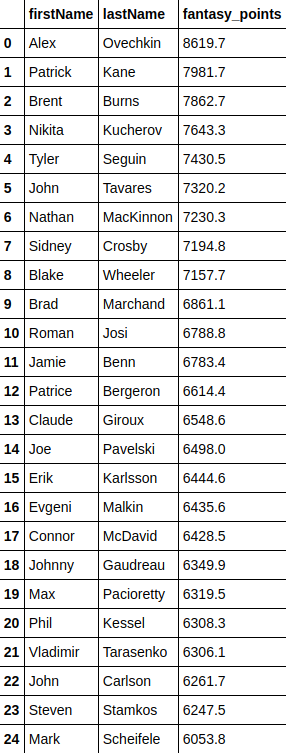 firstName lastName fantasy_points
0 Alex Ovechkin 8619.7
1 Patrick Kane 7981.7
2 Brent Burns 7862.7
3 Nikita Kucherov 7643.3
4 Tyler Seguin 7430.5
5 John Tavares 7320.2
6 Nathan MacKinnon 7230.3
7 Sidney Crosby 7194.8
8 Blake Wheeler 7157.7
9 Brad Marchand 6861.1
10 Roman Josi 6788.8
11 Jamie Benn 6783.4
12 Patrice Bergeron 6614.4
13 Claude Giroux 6548.6
14 Joe Pavelski 6498.0
15 Erik Karlsson 6444.6
16 Evgeni Malkin 6435.6
17 Connor McDavid 6428.5
18 Johnny Gaudreau 6349.9
19 Max Pacioretty 6319.5
20 Phil Kessel 6308.3
21 Vladimir Tarasenko 6306.1
22 John Carlson 6261.7
23 Steven Stamkos 6247.5
24 Mark Scheifele 6053.8